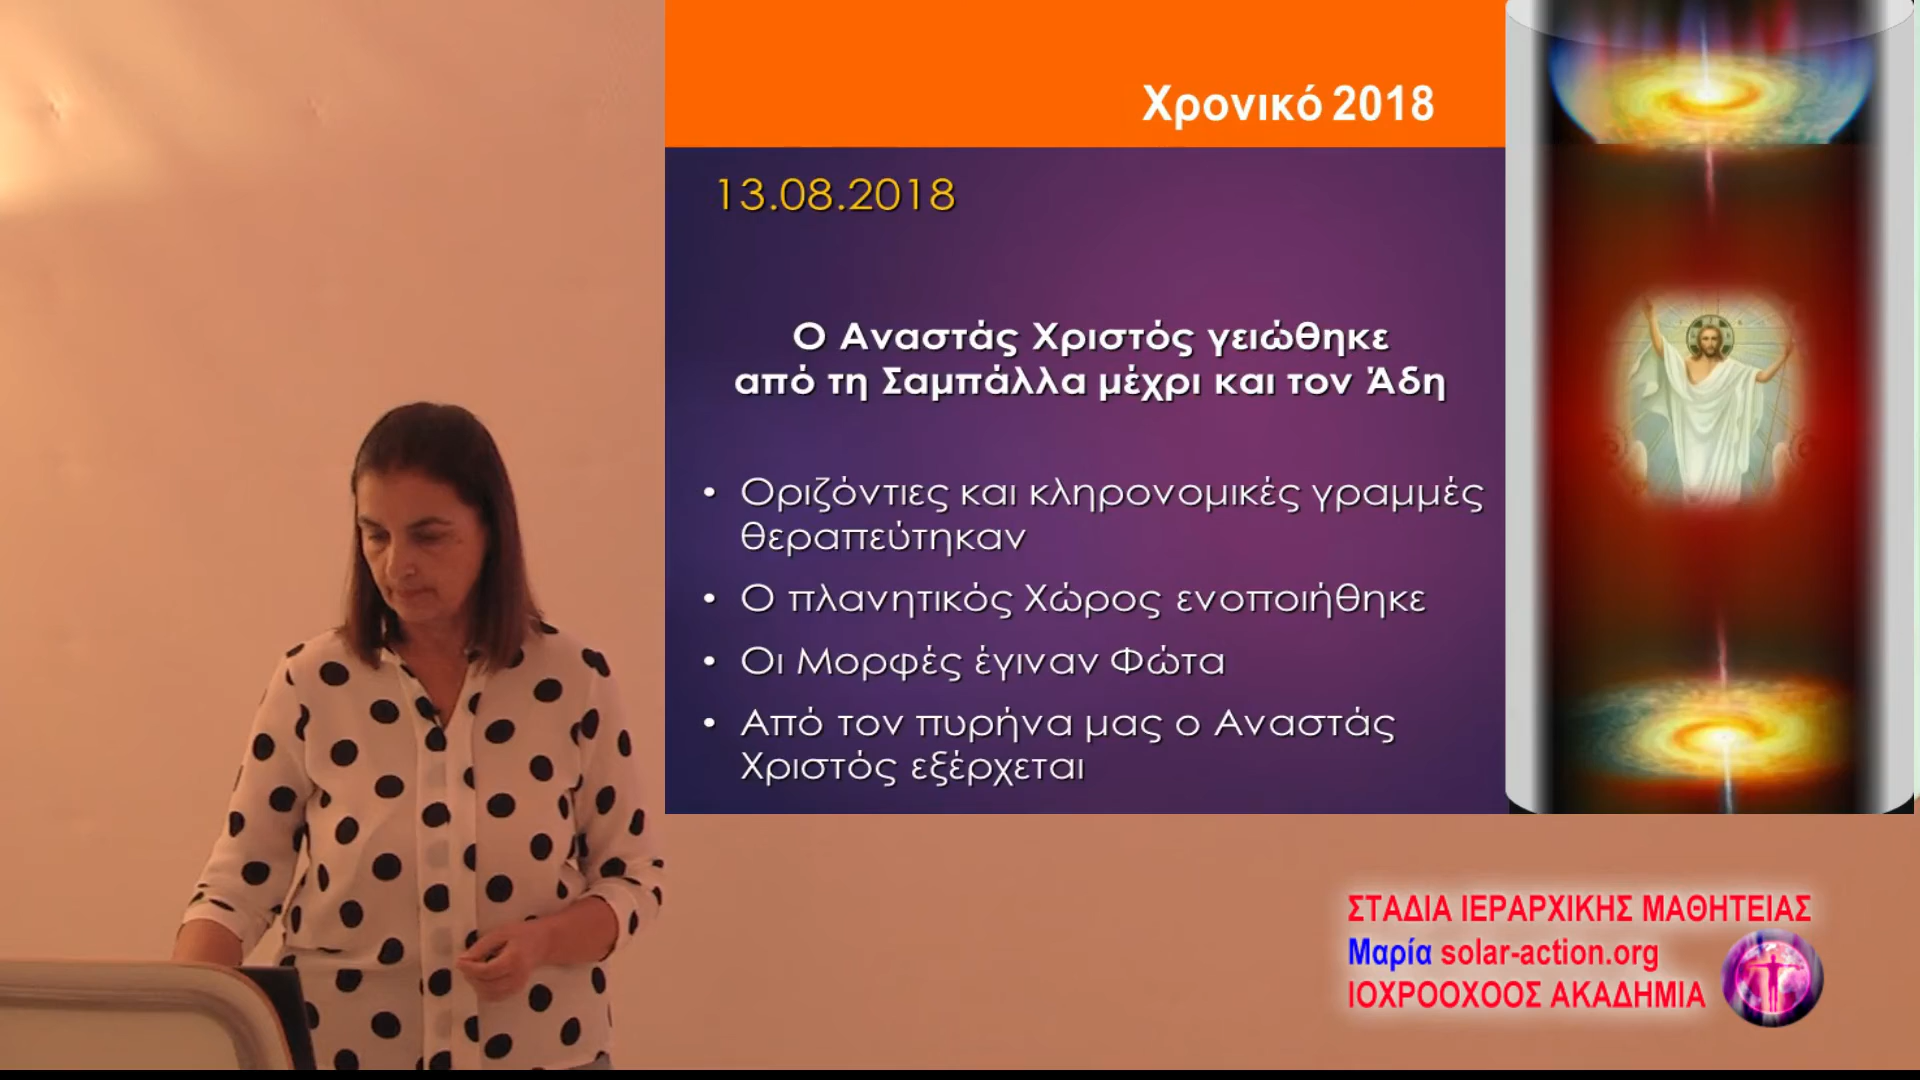 Χρονικό 2018
13.08.2018
Ο Αναστάς Χριστός γειώθηκε
από τη Σαμπάλλα μέχρι και τον Άδη
• Οριζόντιες και κληρονομικές γραμμές
θεραπεύτηκαν
• Ο πλανητικός Χώρος ενοποιήθηκε
• Οι Μορφές έγιναν Φώτα
• Από τον πυρήνα μας ο Αναστάς
Χριστός εξέρχεται
ΣΤΑΔΙΑ ΙΕΡΑΡΧΙΚΗΣ ΜΑΘΗΤΕΙΑΣ
Μαρία solar-action.org
ΙΟΧΡΟΟΧΟΟΣ ΑΚΑΔΗΜΙΑ